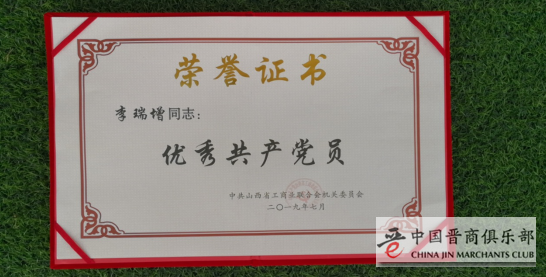 荣誉证书
李瑞增同志：
优秀共产党员
中共山西省工商业联合会机关委员会
二〇一九年七月
晋 中国晋商俱乐部
CHINA JIN MERCHANTS CLUB